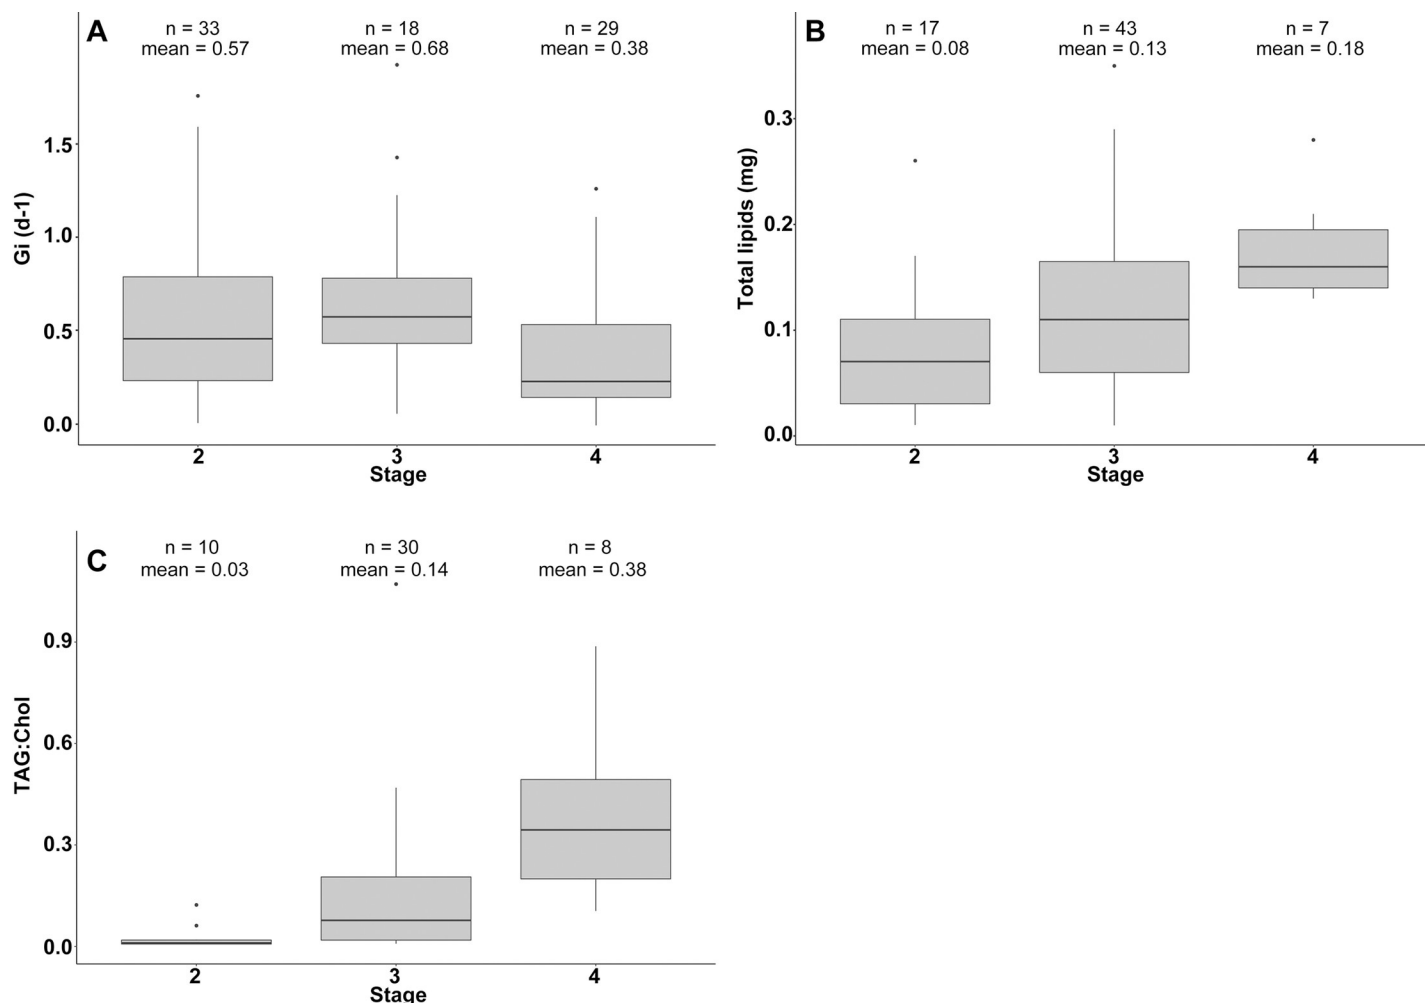 A
n = 33
mean = 0.57
n = 18
mean = 0.68
n = 29
mean = 0.38
Gi (d-1)
1.5
1.0
0.5
0.0
2
3
4
Stage
B
n = 17
mean = 0.08
n = 43
mean = 0.13
n = 7
mean = 0.18
Total lipids (mg)
0.3
0.2
0.1
0.0
2
3
4
Stage
C
n = 10
mean = 0.03
n = 30
mean = 0.14
n = 8
mean = 0.38
TAG:Chol
0.9
0.6
0.3
0.0
2
3
4
Stage